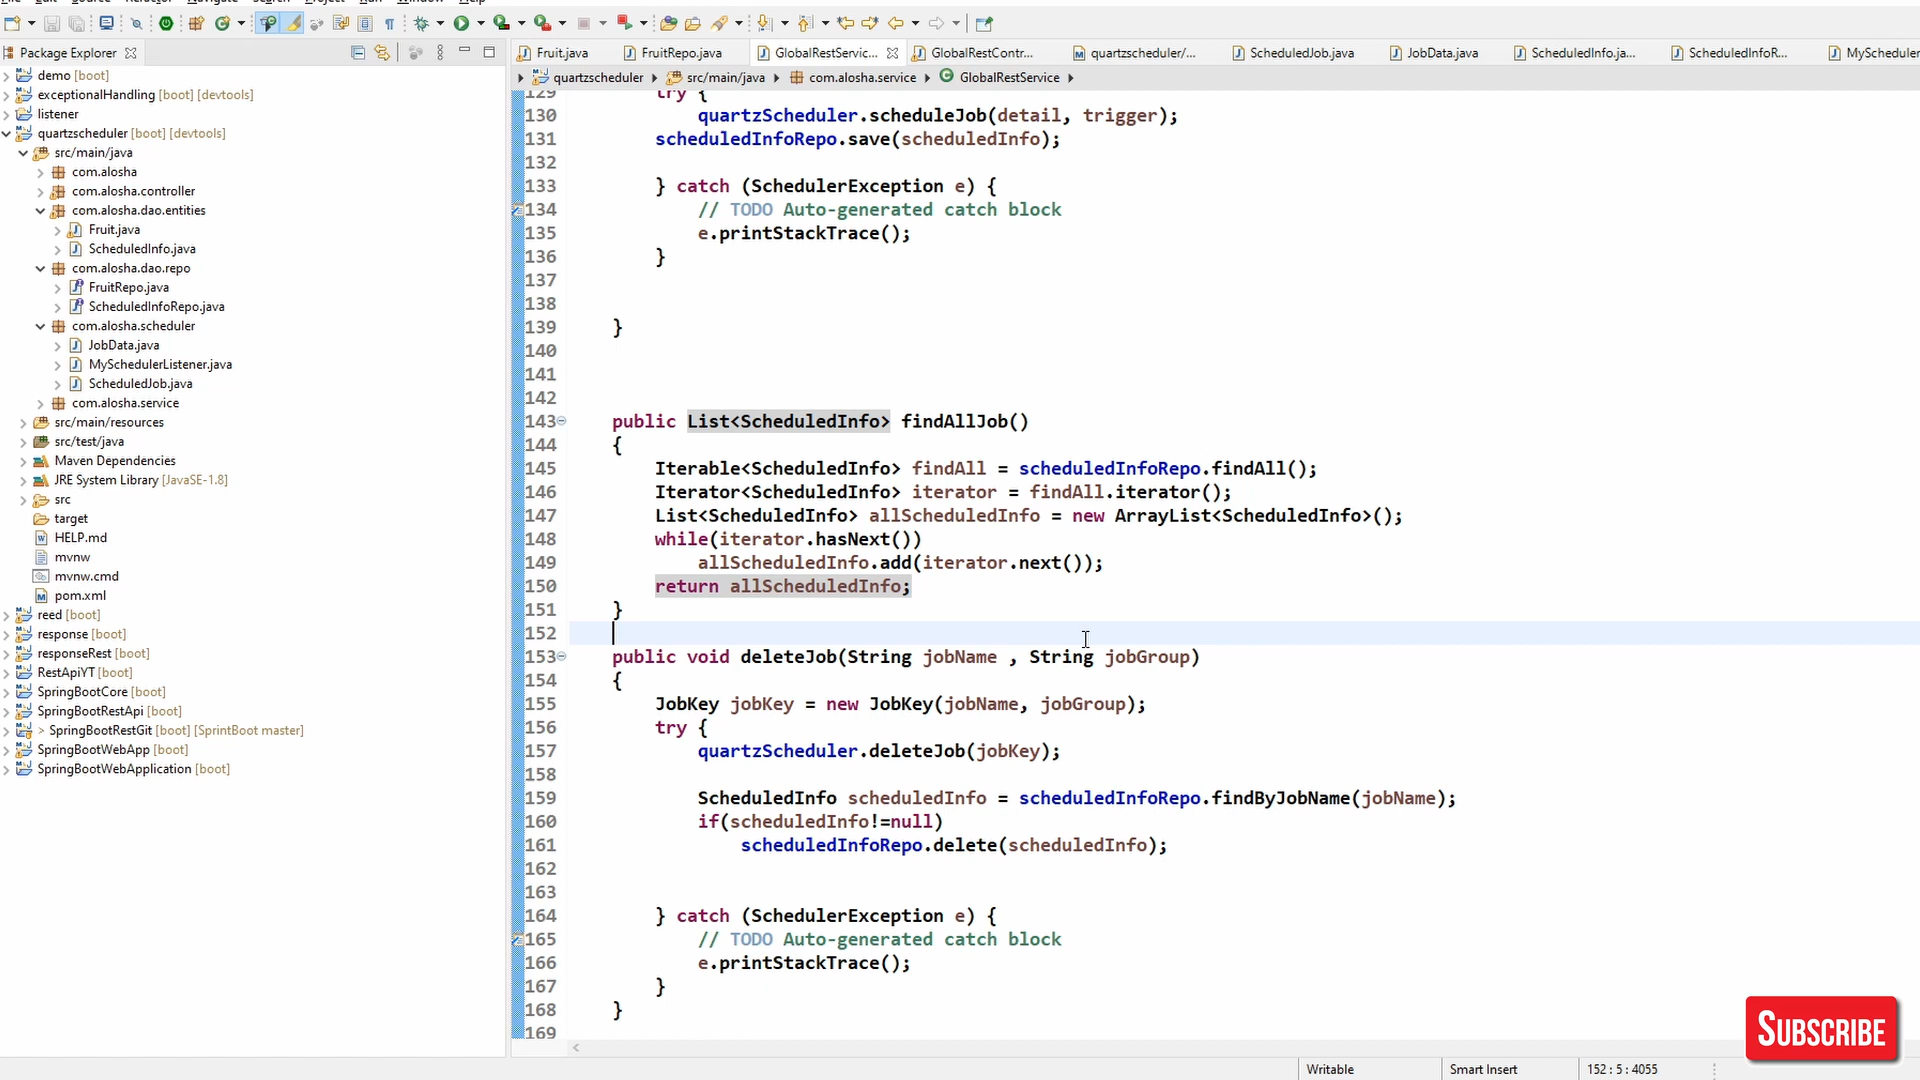 File Edit Source Refactor Navigate Search Project Run Window Help
Package Explorer
Fruit.java
FruitRepo.java
GlobalRestServic...
GlobalRestContr...
quartzscheduler/...
ScheduledJob.java
JobData.java
ScheduledInfo.ja...
ScheduledInfoR...
MyScheduler
quartzscheduler
src/main/java
com.alosha.service
GlobalRestService
demo [boot]
exceptionalHandling [boot] [devtools]
listener
quartzscheduler [boot] [devtools]
src/main/java
com.alosha
com.alosha.controller
com.alosha.dao.entities
Fruit.java
ScheduledInfo.java
com.alosha.dao.repo
FruitRepo.java
ScheduledInfoRepo.java
com.alosha.scheduler
JobData.java
MySchedulerListener.java
ScheduledJob.java
com.alosha.service
src/main/resources
src/test/java
Maven Dependencies
JRE System Library [JavaSE-1.8]
src
target
HELP.md
mvnw
mvnw.cmd
pom.xml
reed [boot]
response [boot]
responseRest [boot]
RestApiYT [boot]
SpringBootCore [boot]
SpringBootRestApi [boot]
> SpringBootRestGit [boot] [SprintBoot master]
SpringBootWebApp [boot]
SpringBootWebApplication [boot]
129 try {
130 quartzScheduler.scheduleJob(detail, trigger);
131 scheduledInfoRepo.save(scheduledInfo);
132
133 } catch (SchedulerException e) {
134 // TODO Auto-generated catch block
135 e.printStackTrace();
136 }
137
138
139 }
140
141
142
143 public List<ScheduledInfo> findAllJob()
144 {
145 Iterable<ScheduledInfo> findAll = scheduledInfoRepo.findAll();
146 Iterator<ScheduledInfo> iterator = findAll.iterator();
147 List<ScheduledInfo> allScheduledInfo = new ArrayList<ScheduledInfo>();
148 while(iterator.hasNext())
149 allScheduledInfo.add(iterator.next());
150 return allScheduledInfo;
151 }
152
153 public void deleteJob(String jobName , String jobGroup)
154 {
155 JobKey jobKey = new JobKey(jobName, jobGroup);
156 try {
157 quartzScheduler.deleteJob(jobKey);
158
159 ScheduledInfo scheduledInfo = scheduledInfoRepo.findByJobName(jobName);
160 if(scheduledInfo!=null)
161 scheduledInfoRepo.delete(scheduledInfo);
162
163
164 } catch (SchedulerException e) {
165 // TODO Auto-generated catch block
166 e.printStackTrace();
167 }
168 }
169
SUBSCRIBE
Writable
Smart Insert
152 : 5 : 4055